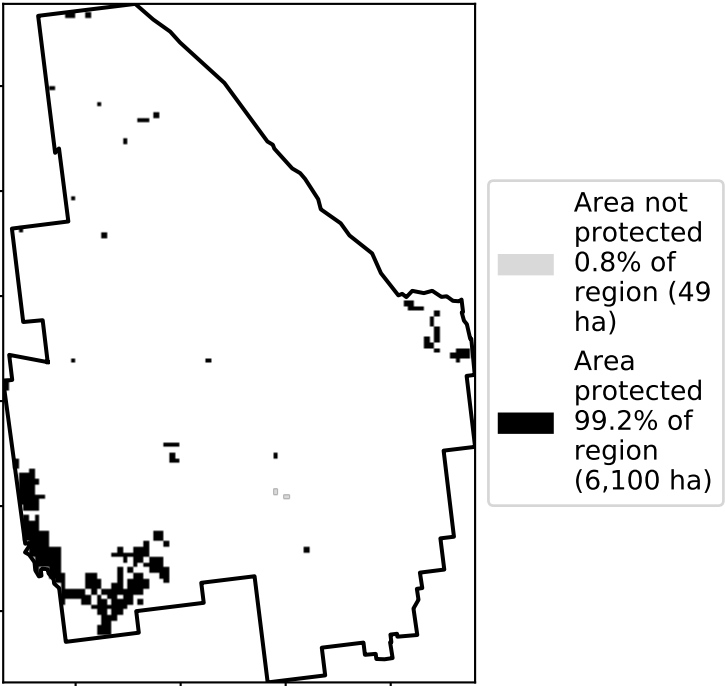 Area not
protected
0.8% of
region (49
ha)
Area
protected
99.2% of
region
(6,100 ha)